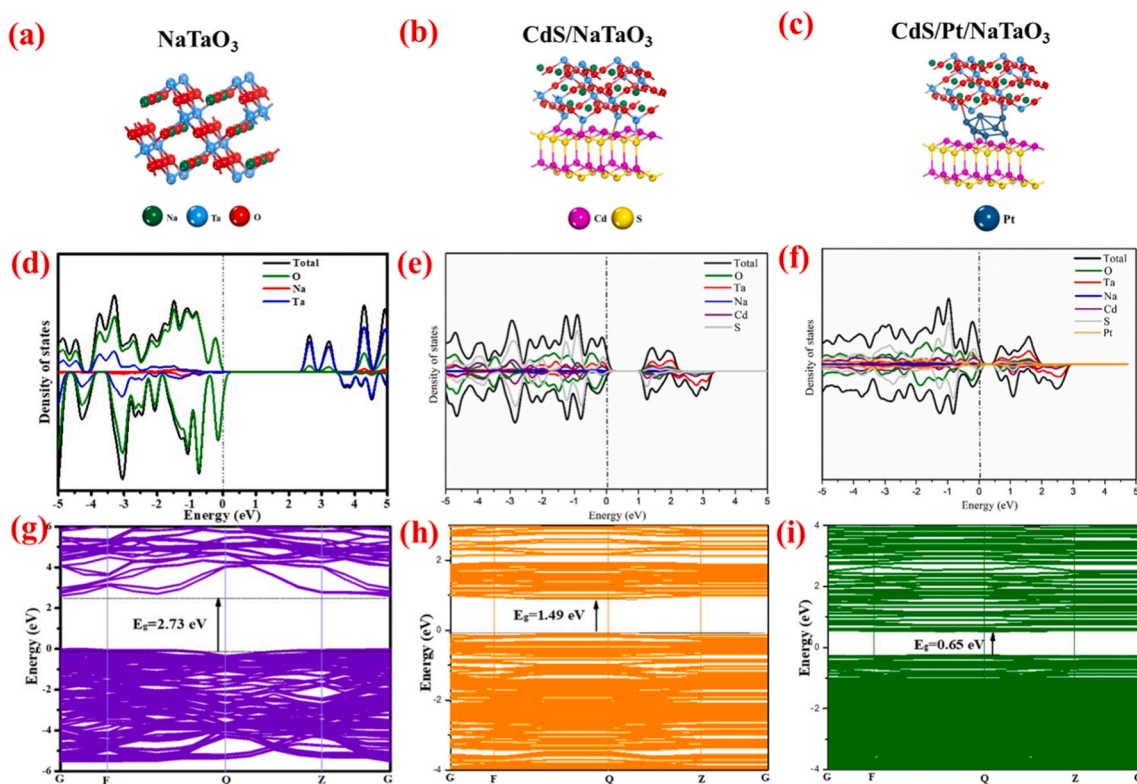 (a)
NaTaO₃
(b)
CdS/NaTaO₃
(c)
CdS/Pt/NaTaO₃
Na Ta O
Cd S
Pt
(d)
Density of states
Total
O
Na
Ta
-5 -4 -3 -2 -1 0 1 2 3 4 5
Energy (eV)
(e)
Density of states
Total
O
Ta
Na
Cd
S
-5 -4 -3 -2 -1 0 1 2 3 4 5
Energy (eV)
(f)
Density of states
Total
O
Ta
Na
Cd
S
Pt
-5 -4 -3 -2 -1 0 1 2 3 4 5
Energy (eV)
(g)
Energy (eV)
6
4
2
0
-2
-4
-6
Eg=2.73 eV
G F Q Z G
(h)
Energy (eV)
2
0
-2
-4
Eg=1.49 eV
G F Q Z G
(i)
Energy (eV)
4
2
0
-2
-4
Eg=0.65 eV
G F Q Z G